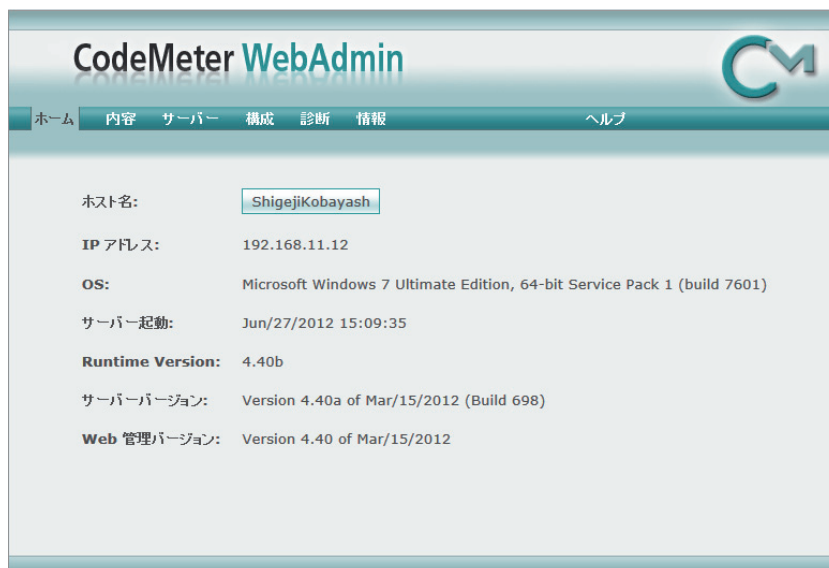 CodeMeter WebAdmin
CM
ホーム 内容 サーバー 構成 診断 情報 ヘルプ
ホスト名: ShigejiKobayash
IP アドレス: 192.168.11.12
OS: Microsoft Windows 7 Ultimate Edition, 64-bit Service Pack 1 (build 7601)
サーバー起動: Jun/27/2012 15:09:35
Runtime Version: 4.40b
サーバーバージョン: Version 4.40a of Mar/15/2012 (Build 698)
Web 管理バージョン: Version 4.40 of Mar/15/2012